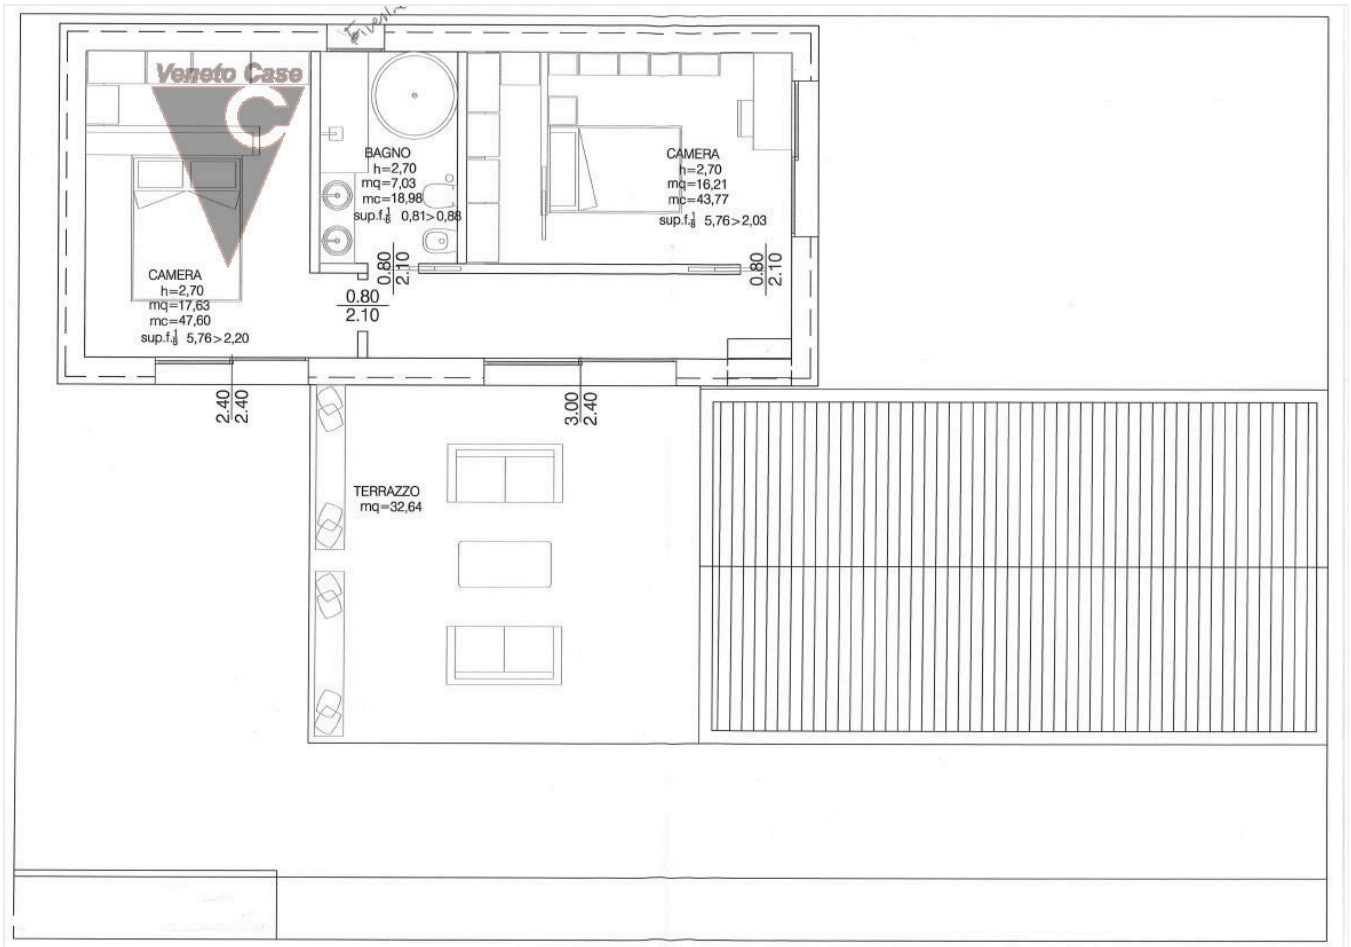 Finestra
Veneto Case
C
BAGNO
h=2,70
mq=7,03
mc=18,98
sup.f.1/8 0,81>0,88
CAMERA
h=2,70
mq=16,21
mc=43,77
sup.f.1/8 5,76>2,03
0.80
2.10
0.80
2.10
CAMERA
h=2,70
mq=17,63
mc=47,60
sup.f.1/8 5,76>2,20
0.80
2.10
2.40
2.40
3.00
2.40
TERRAZZO
mq=32,64